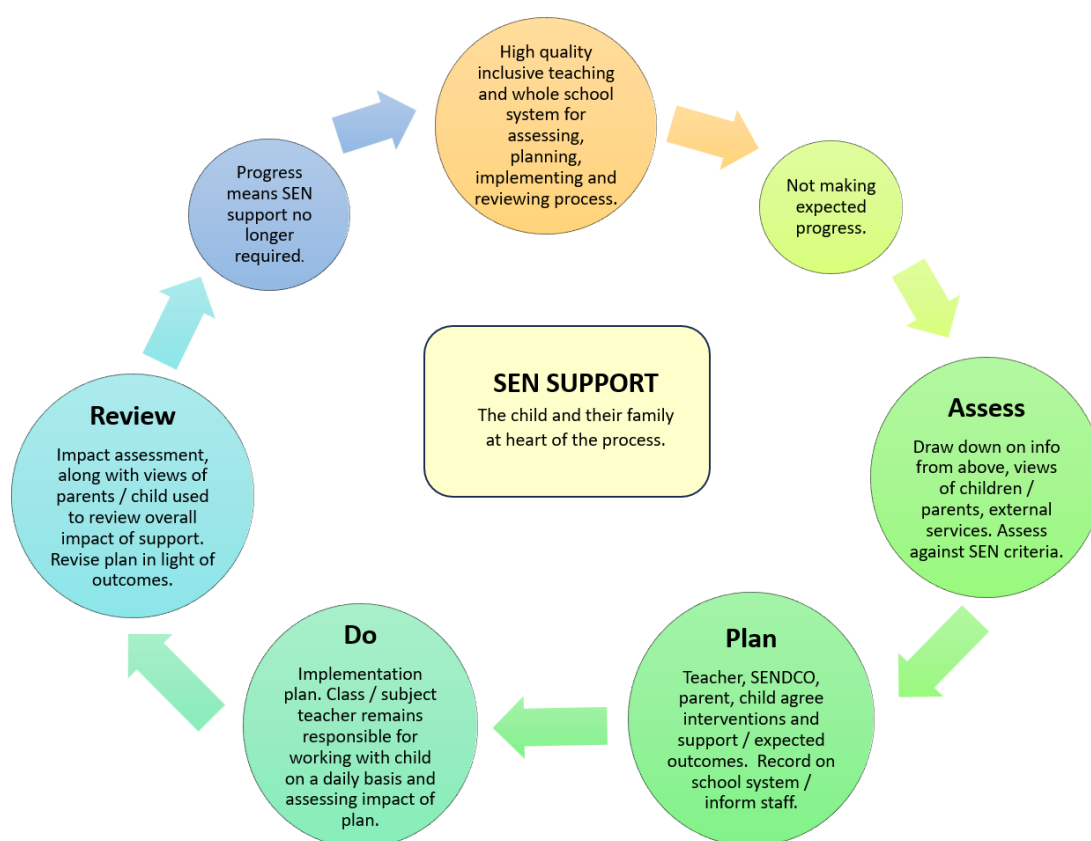 High quality
inclusive teaching
and whole school
system for
assessing,
planning,
implementing and
reviewing process.
Not making
expected
progress.
Assess
Draw down on info
from above, views
of children /
parents, external
services. Assess
against SEN criteria.
Plan
Teacher, SENDCO,
parent, child agree
interventions and
support / expected
outcomes.  Record on
school system /
inform staff.
Do
Implementation
plan. Class / subject
teacher remains
responsible for
working with child
on a daily basis and
assessing impact of
plan.
Review
Impact assessment,
along with views of
parents / child used
to review overall
impact of support.
Revise plan in light of
outcomes.
Progress
means SEN
support no
longer
required.
SEN SUPPORT
The child and their family
at heart of the process.